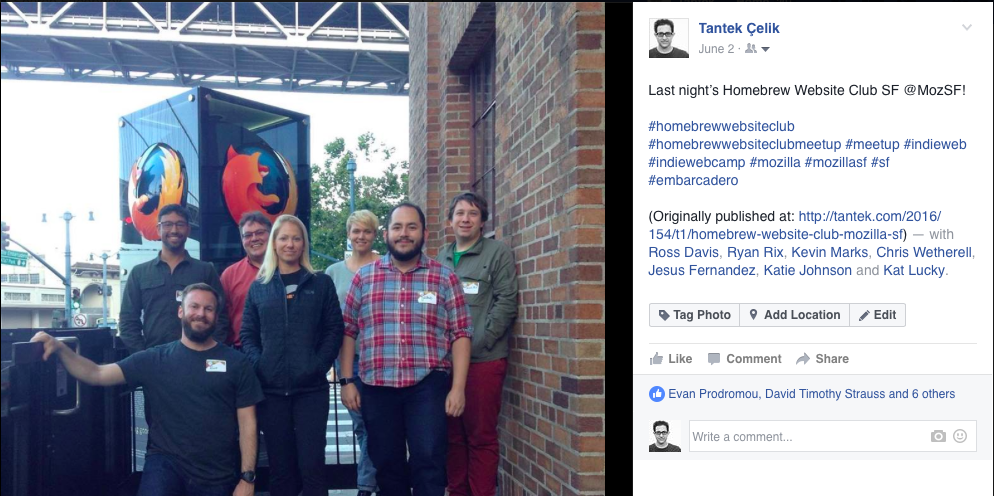 Tantek Çelik
June 2 ·
Last night's Homebrew Website Club SF @MozSF!
#homebrewwebsiteclub
#homebrewwebsiteclubmeetup #meetup #indieweb
#indiewebcamp #mozilla #mozillasf #sf
#embarcadero
(Originally published at: http://tantek.com/2016/
154/t1/homebrew-website-club-mozilla-sf) — with
Ross Davis, Ryan Rix, Kevin Marks, Chris Wetherell,
Jesus Fernandez, Katie Johnson and Kat Lucky.
Tag Photo Add Location Edit
Like Comment Share
Evan Prodromou, David Timothy Strauss and 6 others
Write a comment...